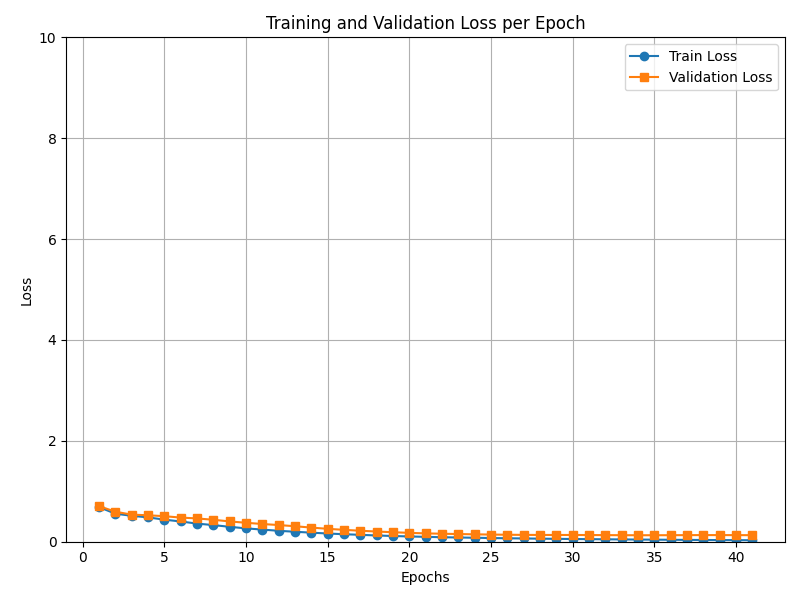 Training and Validation Loss per Epoch
Train Loss
Validation Loss
Loss
10
8
6
4
2
0
0 5 10 15 20 25 30 35 40
Epochs